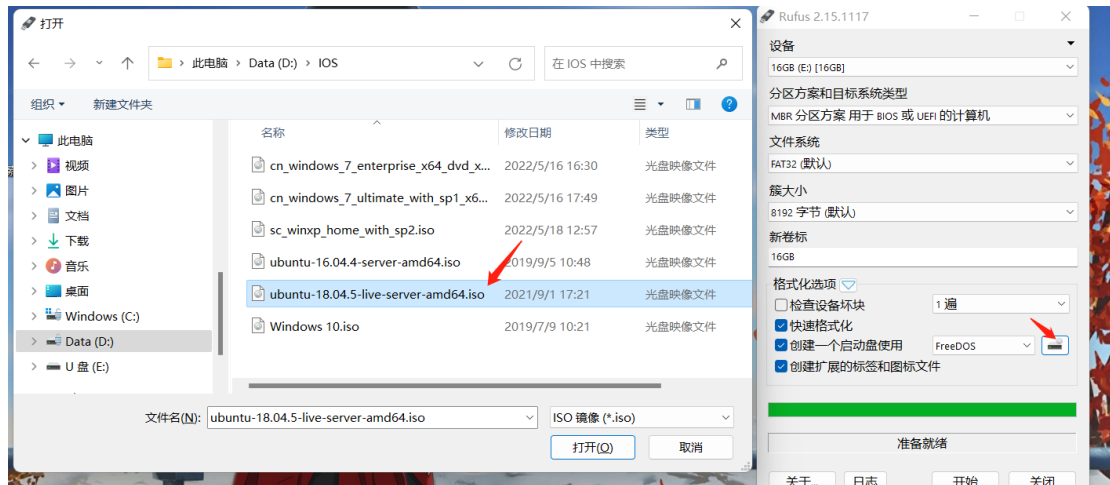 打开
此电脑 > Data (D:) > IOS
在 IOS 中搜索
组织
新建文件夹
名称 修改日期 类型
此电脑
视频
图片
文档
下载
音乐
桌面
Windows (C:)
Data (D:)
U 盘 (E:)
cn_windows_7_enterprise_x64_dvd_x... 2022/5/16 16:30 光盘映像文件
cn_windows_7_ultimate_with_sp1_x6... 2022/5/16 17:49 光盘映像文件
sc_winxp_home_with_sp2.iso 2022/5/18 12:57 光盘映像文件
ubuntu-16.04.4-server-amd64.iso 2019/9/5 10:48 光盘映像文件
ubuntu-18.04.5-live-server-amd64.iso 2021/9/1 17:21 光盘映像文件
Windows 10.iso 2019/7/9 10:21 光盘映像文件
文件名(N): ubuntu-18.04.5-live-server-amd64.iso ISO 镜像 (*.iso)
打开(O) 取消
Rufus 2.15.1117
设备
16GB (E:) [16GB]
分区方案和目标系统类型
MBR 分区方案 用于 BIOS 或 UEFI 的计算机
文件系统
FAT32 (默认)
簇大小
8192 字节 (默认)
新卷标
16GB
格式化选项
检查设备坏块 1 遍
快速格式化
创建一个启动盘使用 FreeDOS
创建扩展的标签和图标文件
准备就绪
关于... 日志 开始 关闭